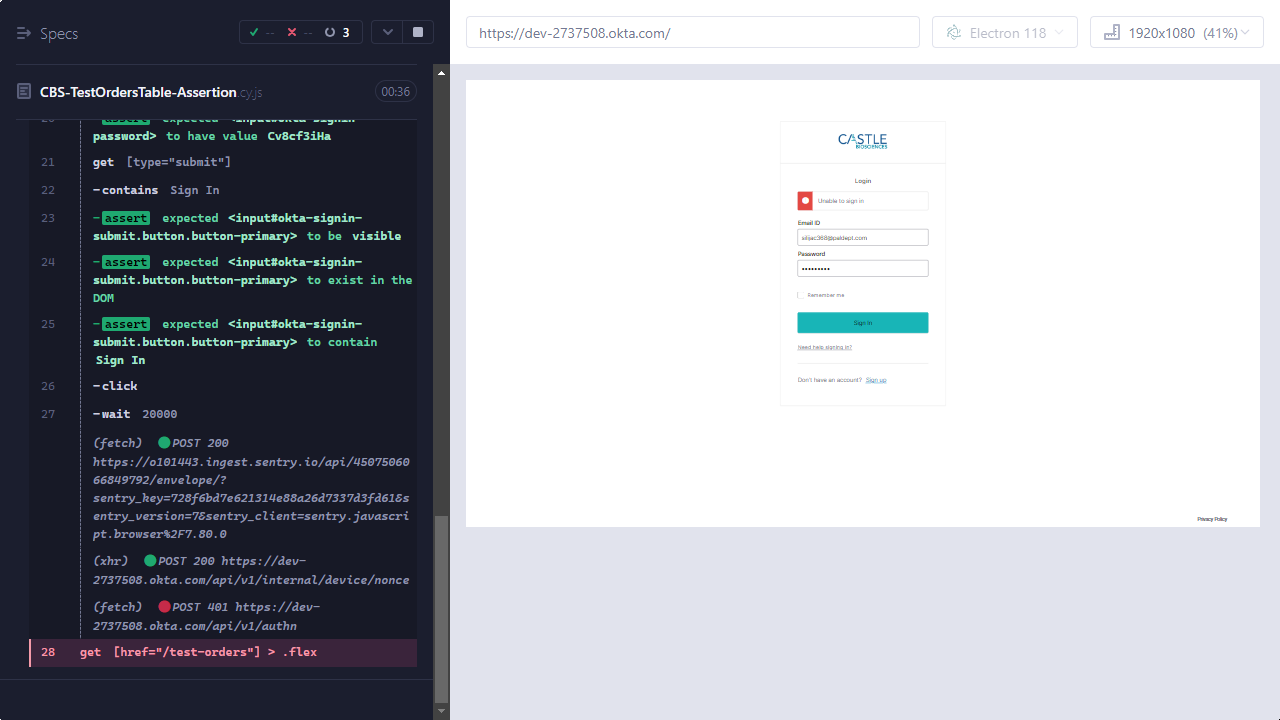 Specs
-- -- 3
https://dev-2737508.okta.com/
Electron 118
1920x1080 (41%)
CBS-TestOrdersTable-Assertion.cy.js 00:36
20 -assert expected <input#okta-signin-
password> to have value Cv8cf3iHa
21 get [type="submit"]
22 -contains Sign In
23 -assert expected <input#okta-signin-
submit.button.button-primary> to be visible
24 -assert expected <input#okta-signin-
submit.button.button-primary> to exist in the
DOM
25 -assert expected <input#okta-signin-
submit.button.button-primary> to contain
Sign In
26 -click
27 -wait 20000
(fetch) POST 200
https://o101443.ingest.sentry.io/api/45075060
66849792/envelope/?
sentry_key=728f6bd7e621314e88a26d7337d3fd61&s
entry_version=7&sentry_client=sentry.javascri
pt.browser%2F7.80.0
(xhr) POST 200 https://dev-
2737508.okta.com/api/v1/internal/device/nonce
(fetch) POST 401 https://dev-
2737508.okta.com/api/v1/authn
28 get [href="/test-orders"] > .flex
CASTLE
BIOSCIENCES
Login
Unable to sign in
Email ID
silijac368@paldept.com
Password
•••••••••
Remember me
Sign In
Need help signing in?
Don't have an account? Sign up
Privacy Policy